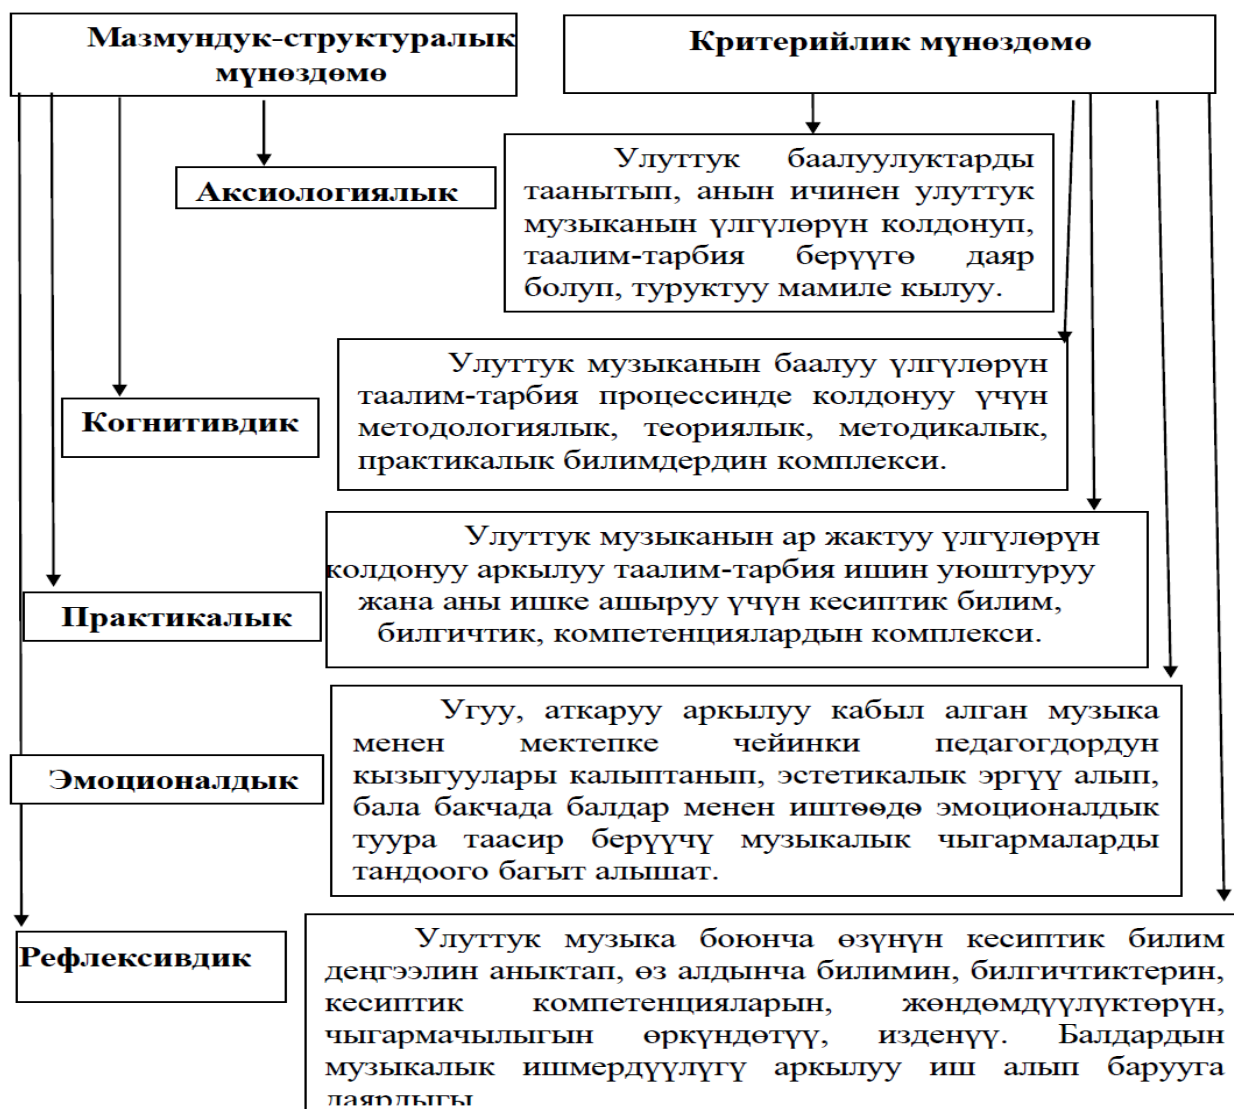 Мазмундук-структуралык
мүнөздөмө
Критерийлик мүнөздөмө
Аксиологиялык
Улуттук баалуулуктарды
таанытып, анын ичинен улуттук
музыканын үлгүлөрүн колдонуп,
таалим-тарбия берүүгө даяр
болуп, туруктуу мамиле кылуу.
Когнитивдик
Улуттук музыканын баалуу үлгүлөрүн
таалим-тарбия процессинде колдонуу үчүн
методологиялык, теориялык, методикалык,
практикалык билимдердин комплекси.
Практикалык
Улуттук музыканын ар жактуу үлгүлөрүн
колдонуу аркылуу таалим-тарбия ишин уюштуруу
жана аны ишке ашыруу үчүн кесиптик билим,
билгичтик, компетенциялардын комплекси.
Эмоционалдык
Угуу, аткаруу аркылуу кабыл алган музыка
менен мектепке чейинки педагогдордун
кызыгуулары калыптанып, эстетикалык эргүү алып,
бала бакчада балдар менен иштөөдө эмоционалдык
туура таасир берүүчү музыкалык чыгармаларды
тандоого багыт алышат.
Рефлексивдик
Улуттук музыка боюнча өзүнүн кесиптик билим
деңгээлин аныктап, өз алдынча билимин, билгичтиктерин,
кесиптик компетенцияларын, жөндөмдүүлүктөрүн,
чыгармачылыгын өркүндөтүү, изденүү. Балдардын
музыкалык ишмердүүлүгү аркылуу иш алып барууга
даярдыгы